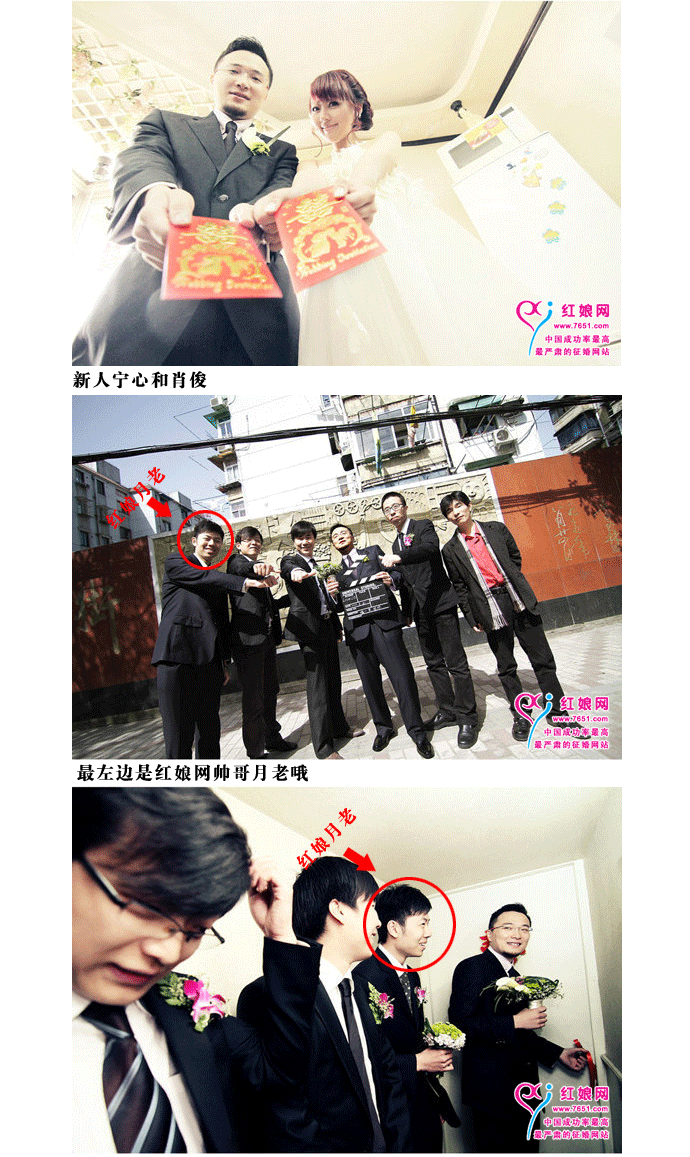 囍
囍
Wedding Invitation
红娘网
www.7651.com
中国成功率最高
最严肃的征婚网站
新人宁心和肖俊
红娘月老
红娘网
www.7651.com
中国成功率最高
最严肃的征婚网站
最左边是红娘网帅哥月老哦
红娘月老
红娘网
www.7651.com
中国成功率最高
最严肃的征婚网站